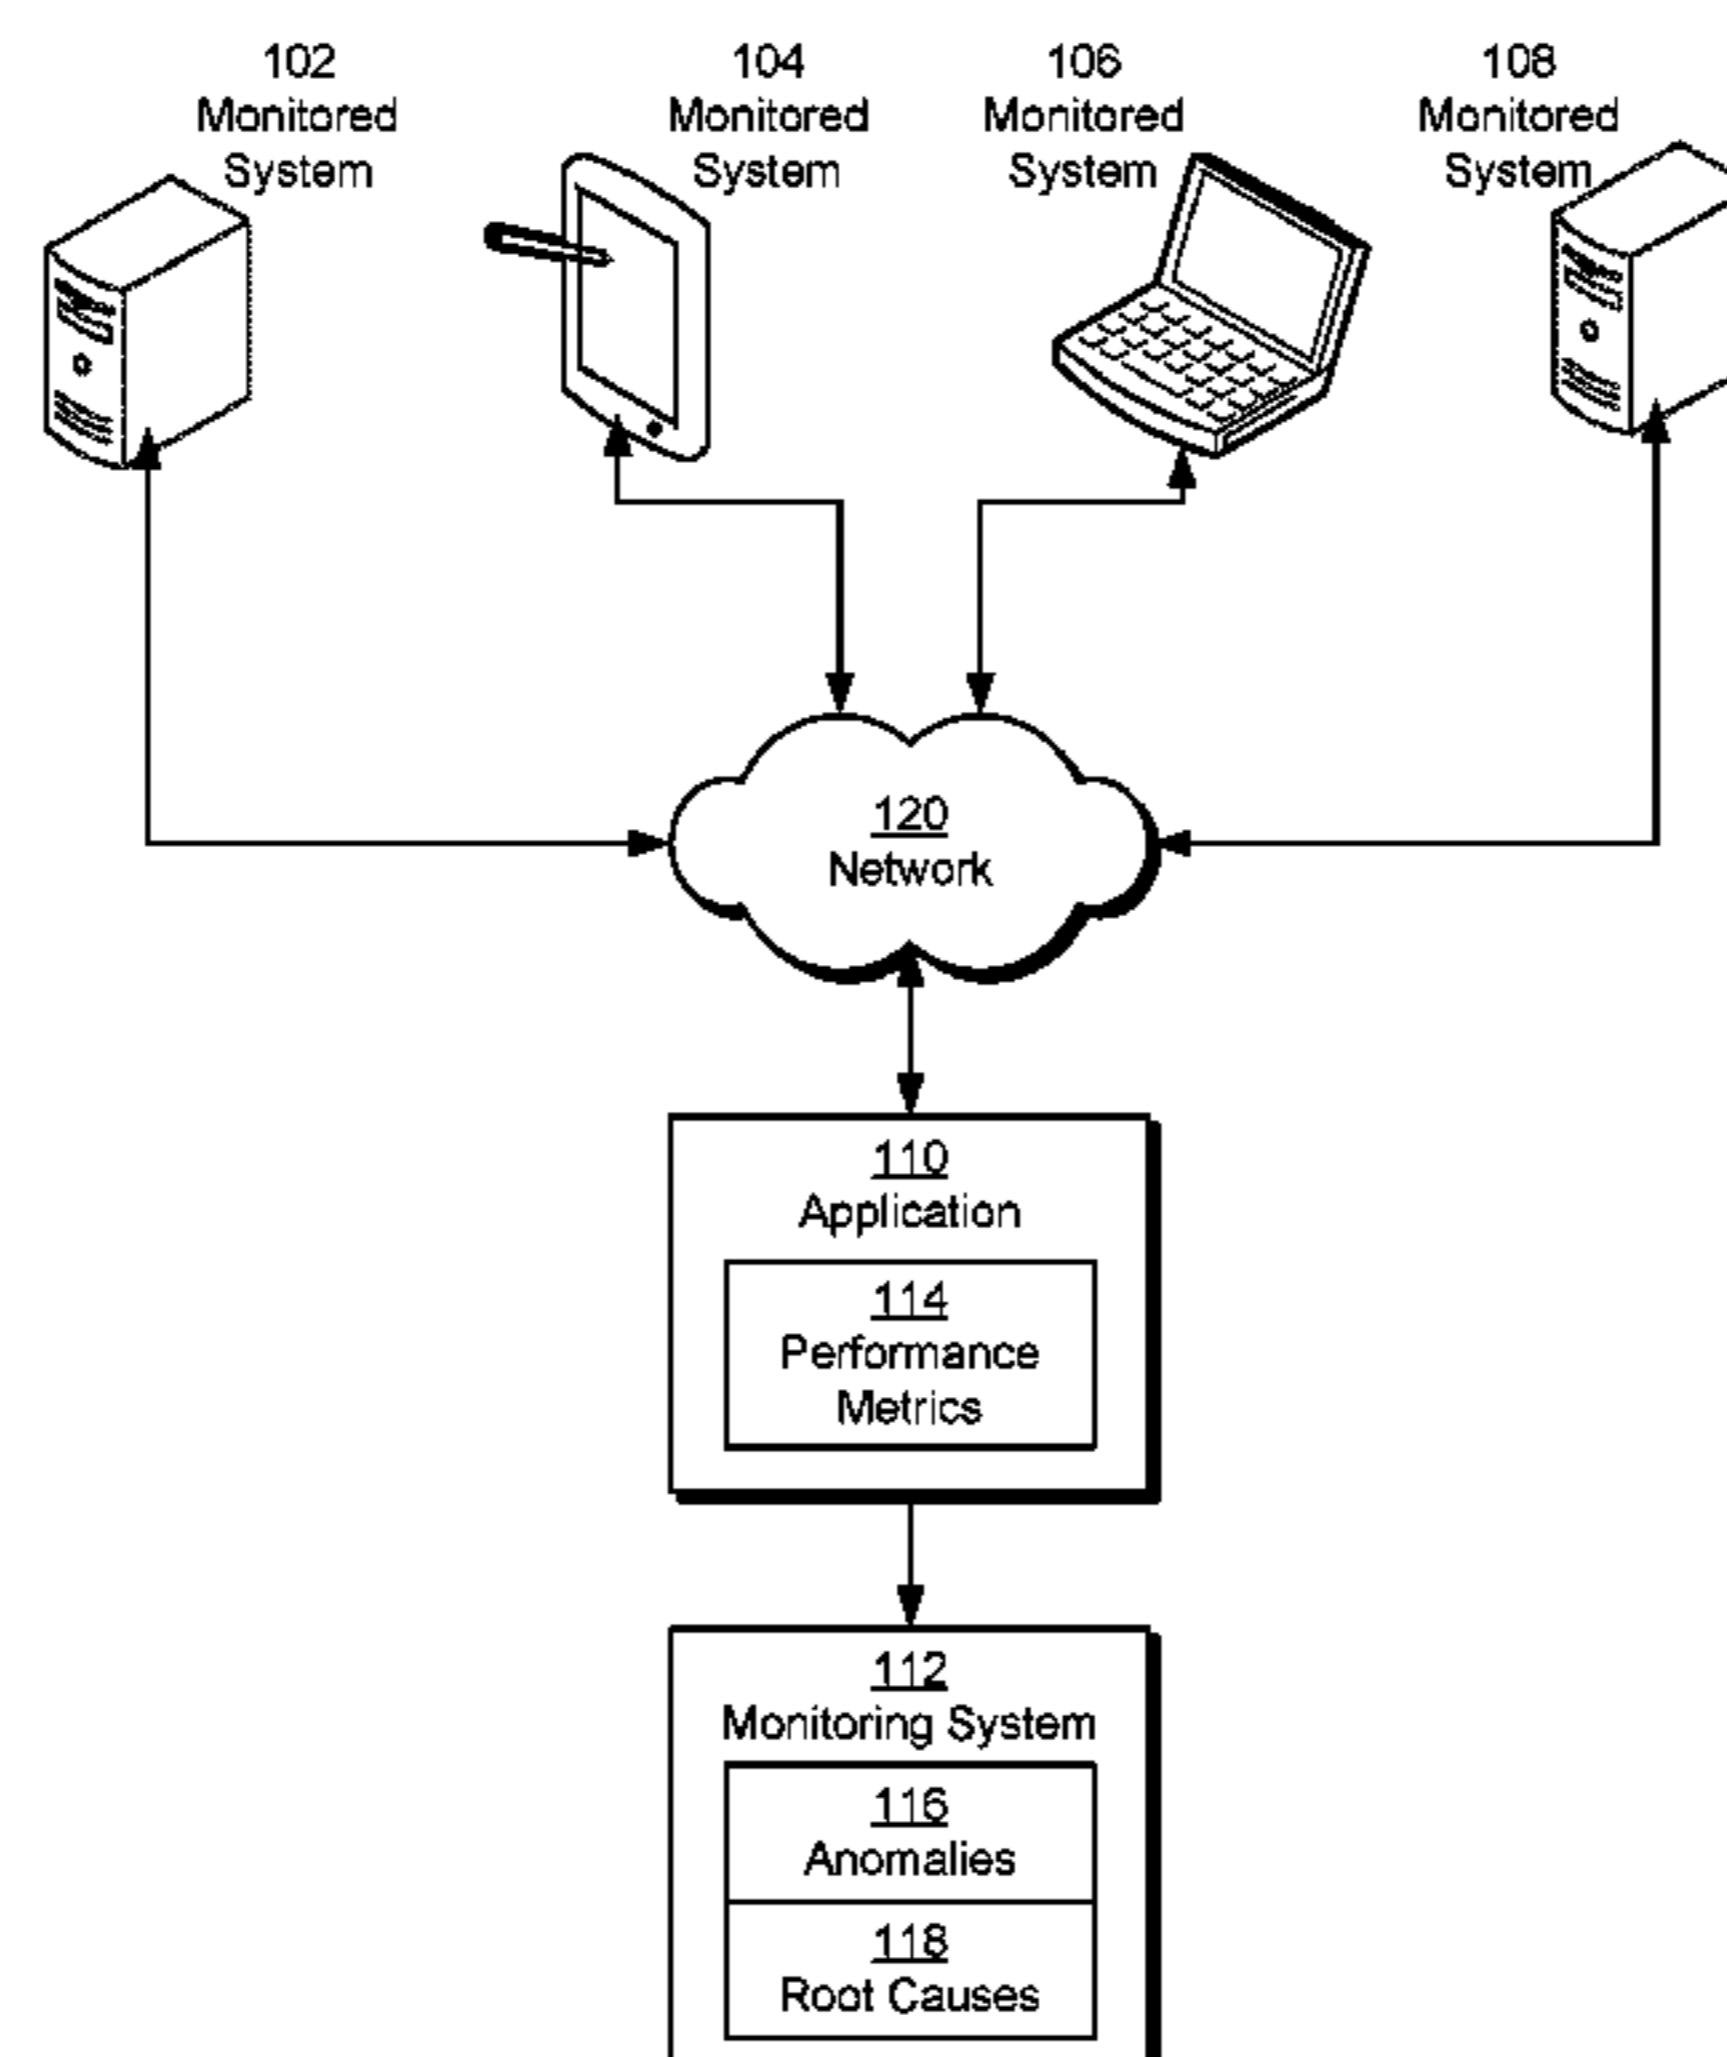 102
Monitored
System
104
Monitored
System
106
Monitored
System
108
Monitored
System
120
Network
110
Application
114
Performance
Metrics
112
Monitoring System
116
Anomalies
118
Root Causes